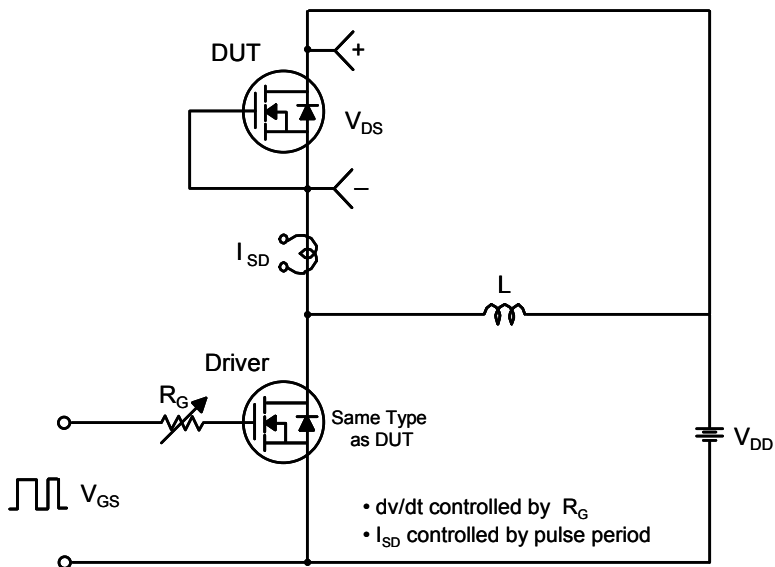 DUT
+
V_DS
–
I_SD
L
Driver
R_G
Same Type
as DUT
V_DD
V_GS
• dv/dt controlled by R_G
• I_SD controlled by pulse period